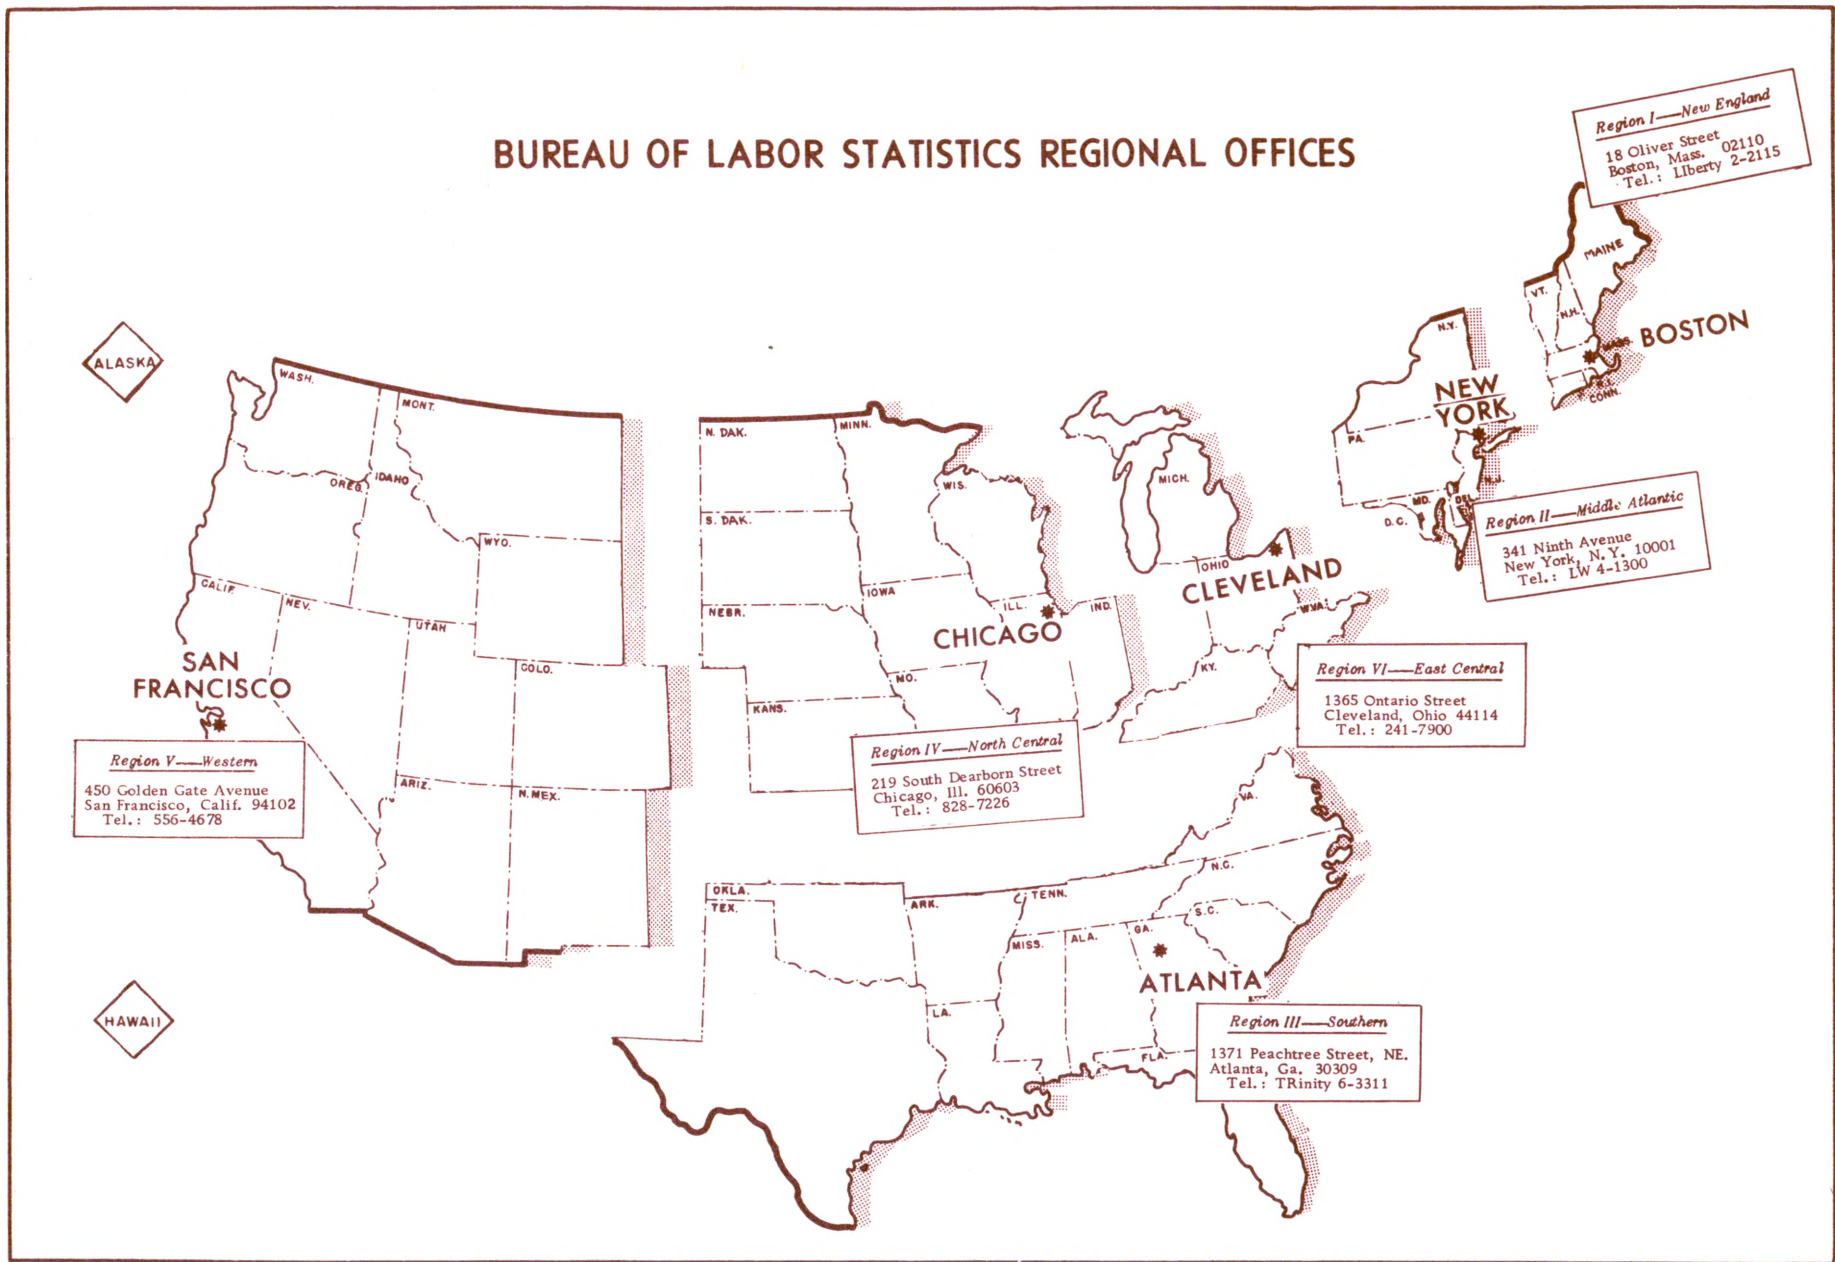 BUREAU OF LABOR STATISTICS REGIONAL OFFICES
Region I—New England
18 Oliver Street
Boston, Mass. 02110
Tel.: LIberty 2-2115
MAINE
VT.
N.H.
MASS.
BOSTON
R.I.
CONN.
N.Y.
NEW
YORK
PA.
N.J.
MD.
DEL.
D.C.
Region II—Middle Atlantic
341 Ninth Avenue
New York, N.Y. 10001
Tel.: LW 4-1300
ALASKA
WASH.
MONT.
OREG.
IDAHO
WYO.
CALIF.
NEV.
UTAH
COLO.
SAN
FRANCISCO
Region V—Western
450 Golden Gate Avenue
San Francisco, Calif. 94102
Tel.: 556-4678
ARIZ.
N.MEX.
HAWAII
N. DAK.
MINN.
S. DAK.
WIS.
IOWA
NEBR.
ILL.
IND.
CHICAGO
MO.
KANS.
Region IV—North Central
219 South Dearborn Street
Chicago, Ill. 60603
Tel.: 828-7226
MICH.
OHIO
CLEVELAND
W.VA.
KY.
Region VI—East Central
1365 Ontario Street
Cleveland, Ohio 44114
Tel.: 241-7900
VA.
N.C.
OKLA.
TEX.
ARK.
TENN.
S.C.
MISS.
ALA.
GA.
ATLANTA
LA.
FLA.
Region III—Southern
1371 Peachtree Street, NE.
Atlanta, Ga. 30309
Tel.: TRinity 6-3311